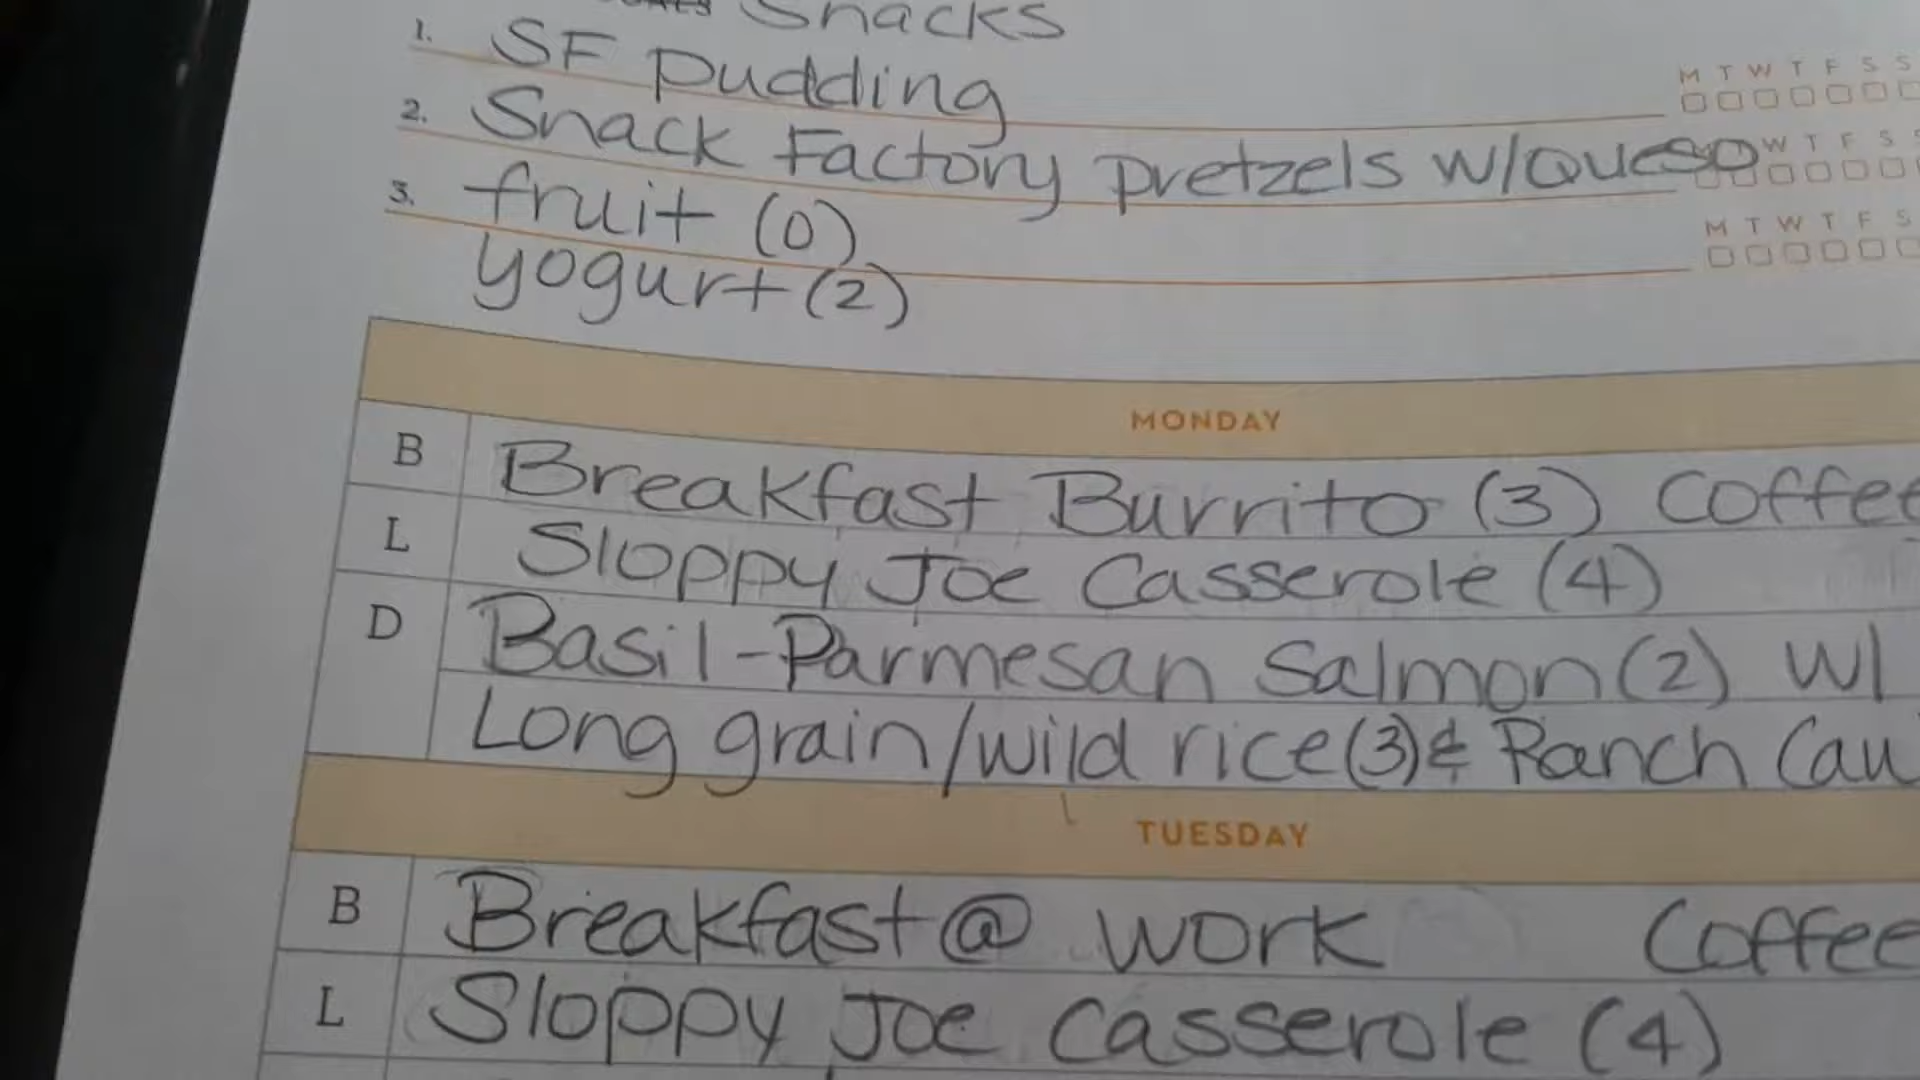 Snacks
1. SF pudding
M T W T F S S
2. Snack Factory pretzels w/queso
W T F S S
3. fruit (0)
M T W T F S
yogurt (2)
MONDAY
B Breakfast Burrito (3) Coffee
L Sloppy Joe Casserole (4)
D Basil-Parmesan Salmon (2) w/
Long grain/wild rice (3) & Ranch Cau
TUESDAY
B Breakfast @ work Coffee
L Sloppy Joe Casserole (4)